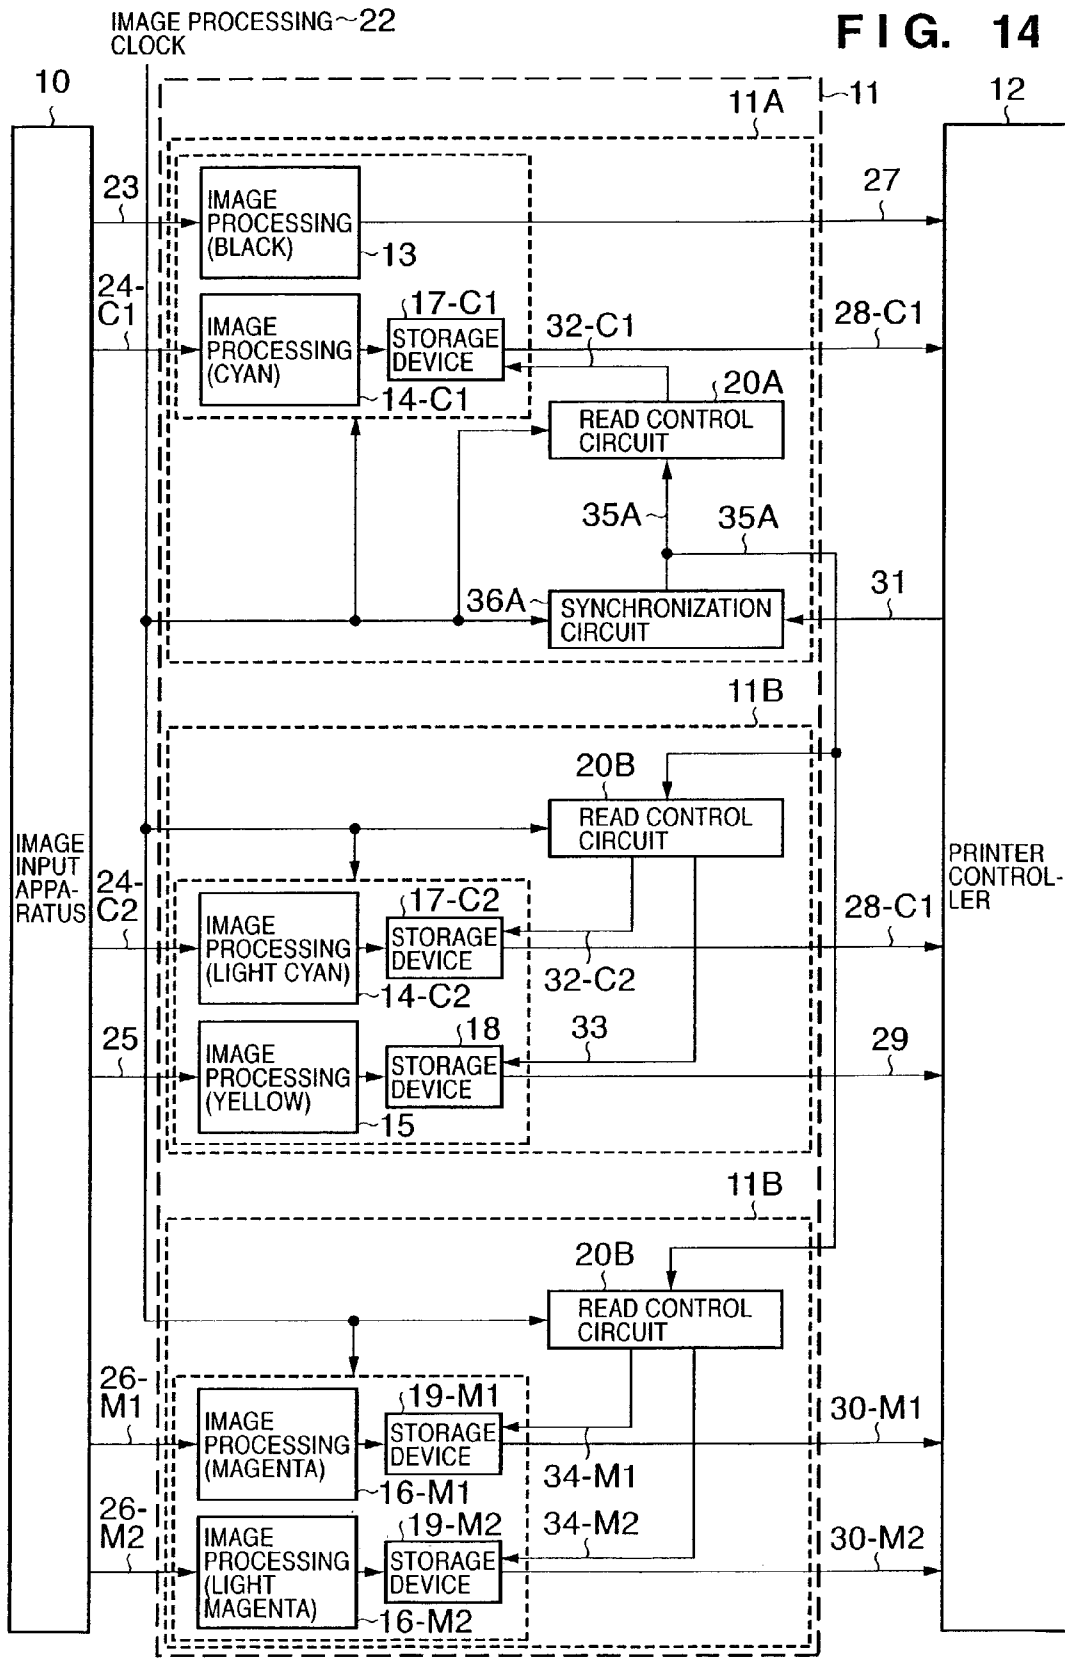 IMAGE PROCESSING~22
CLOCK
FIG. 14
10
11
11A
12
23
IMAGE
PROCESSING
(BLACK)
13
27
24-
C1
IMAGE
PROCESSING
(CYAN)
14-C1
17-C1
STORAGE
DEVICE
32-C1
28-C1
20A
READ CONTROL
CIRCUIT
35A
35A
36A
SYNCHRONIZATION
CIRCUIT
31
11B
20B
READ CONTROL
CIRCUIT
IMAGE
INPUT
APPA-
RATUS
PRINTER
CONTROL-
LER
24-
C2
IMAGE
PROCESSING
(LIGHT CYAN)
14-C2
17-C2
STORAGE
DEVICE
32-C2
28-C1
25
IMAGE
PROCESSING
(YELLOW)
15
18
STORAGE
DEVICE
33
29
11B
20B
READ CONTROL
CIRCUIT
26-
M1
IMAGE
PROCESSING
(MAGENTA)
16-M1
19-M1
STORAGE
DEVICE
34-M1
30-M1
26-
M2
IMAGE
PROCESSING
(LIGHT
MAGENTA)
16-M2
19-M2
STORAGE
DEVICE
34-M2
30-M2